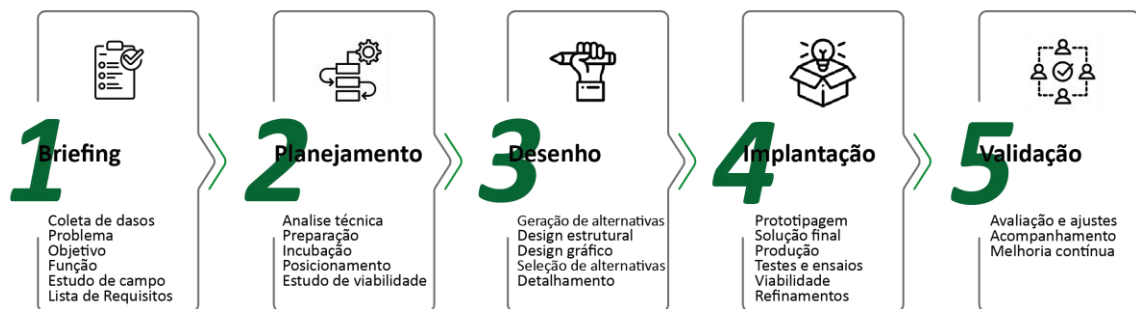 1
Briefing
Coleta de dasos
Problema
Objetivo
Função
Estudo de campo
Lista de Requisitos
2
Planejamento
Analise técnica
Preparação
Incubação
Posicionamento
Estudo de viabilidade
3
Desenho
Geração de alternativas
Design estrutural
Design gráfico
Seleção de alternativas
Detalhamento
4
Implantação
Prototipagem
Solução final
Produção
Testes e ensaios
Viabilidade
Refinamentos
5
Validação
Avaliação e ajustes
Acompanhamento
Melhoria contínua